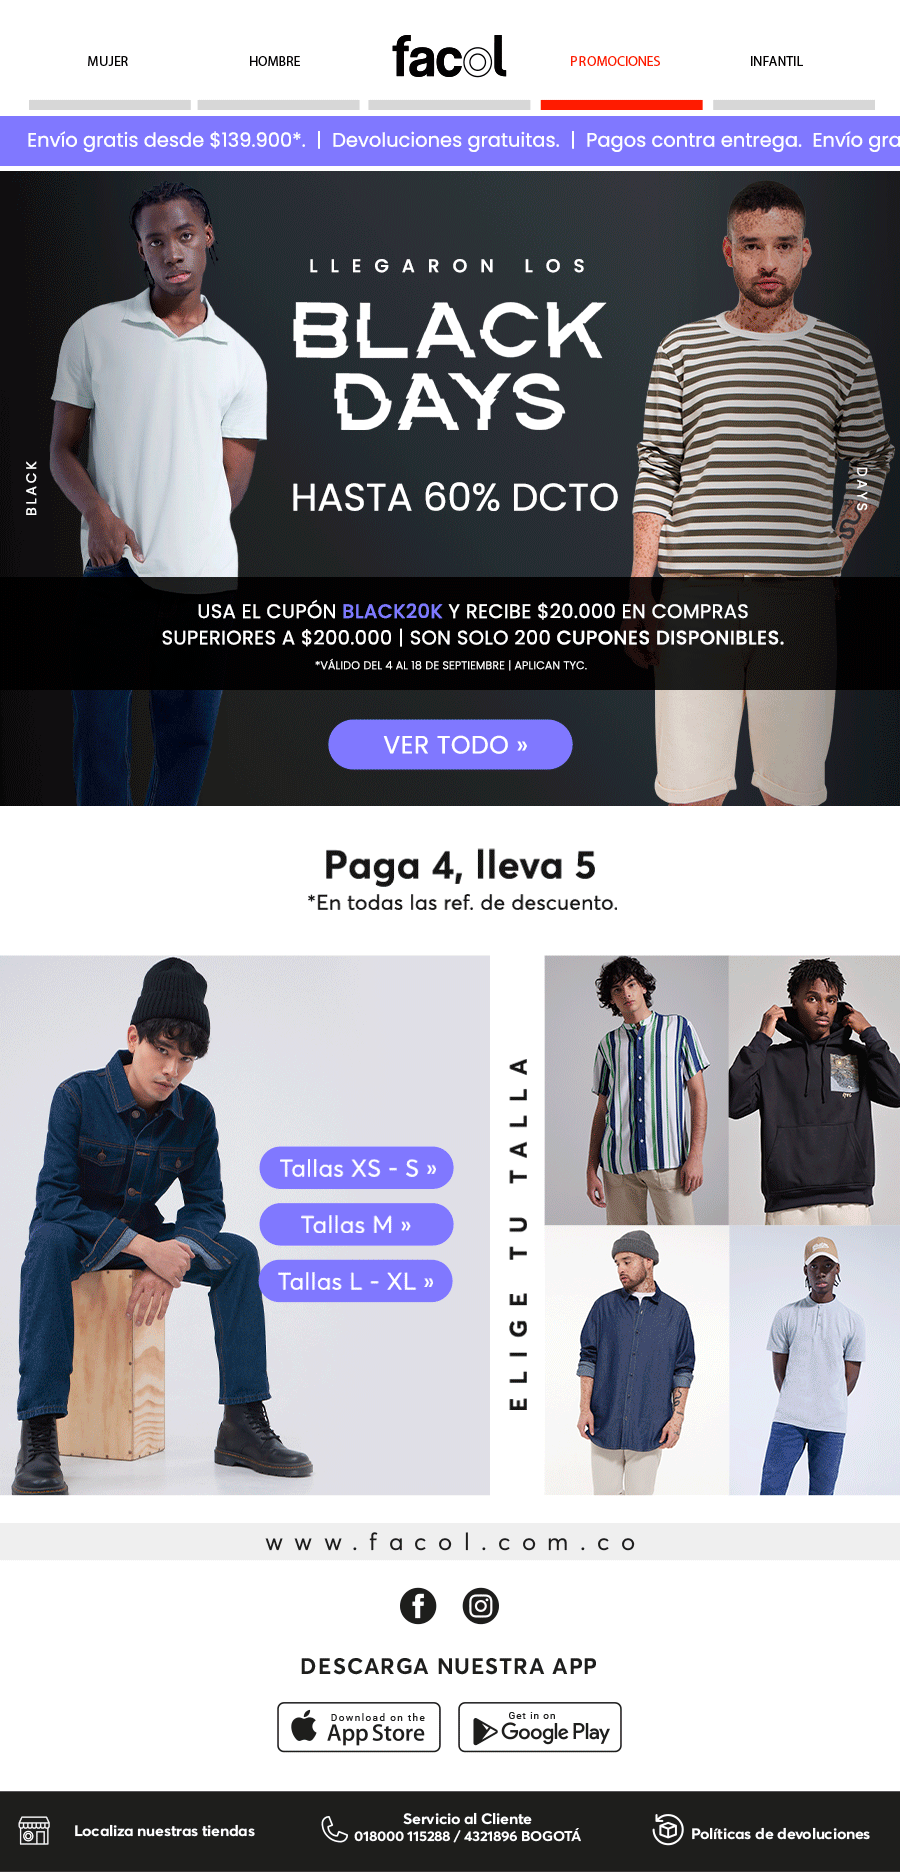 MUJER
HOMBRE
facol
PROMOCIONES
INFANTIL
Envío gratis desde $139.900*. | Devoluciones gratuitas. | Pagos contra entrega. Envío gra
LLEGARON LOS
BLACK
DAYS
HASTA 60% DCTO
BLACK
DAYS
USA EL CUPÓN BLACK20K Y RECIBE $20.000 EN COMPRAS
SUPERIORES A $200.000 | SON SOLO 200 CUPONES DISPONIBLES.
*VÁLIDO DEL 4 AL 18 DE SEPTIEMBRE | APLICAN TYC.
VER TODO »
Paga 4, lleva 5
*En todas las ref. de descuento.
Tallas XS - S »
Tallas M »
Tallas L - XL »
ELIGE TU TALLA
www.facol.com.co
DESCARGA NUESTRA APP
Download on the
App Store
Get in on
Google Play
Localiza nuestras tiendas
Servicio al Cliente
018000 115288 / 4321896 BOGOTÁ
Políticas de devoluciones